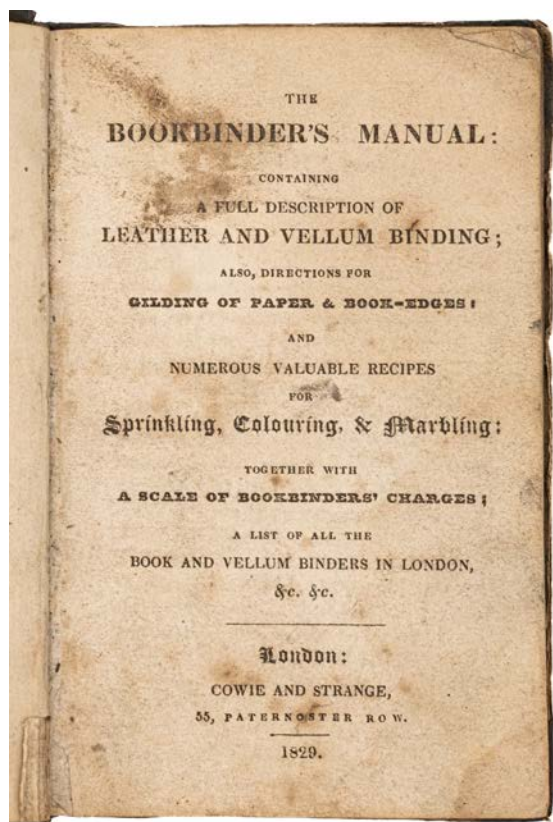 THE
BOOKBINDER'S MANUAL:
CONTAINING
A FULL DESCRIPTION OF
LEATHER AND VELLUM BINDING;
ALSO, DIRECTIONS FOR
GILDING OF PAPER & BOOK-EDGES:
AND
NUMEROUS VALUABLE RECIPES
FOR
Sprinkling, Colouring, & Marbling:
TOGETHER WITH
A SCALE OF BOOKBINDERS' CHARGES;
A LIST OF ALL THE
BOOK AND VELLUM BINDERS IN LONDON,
&c. &c.
London:
COWIE AND STRANGE,
55, PATERNOSTER ROW.
1829.